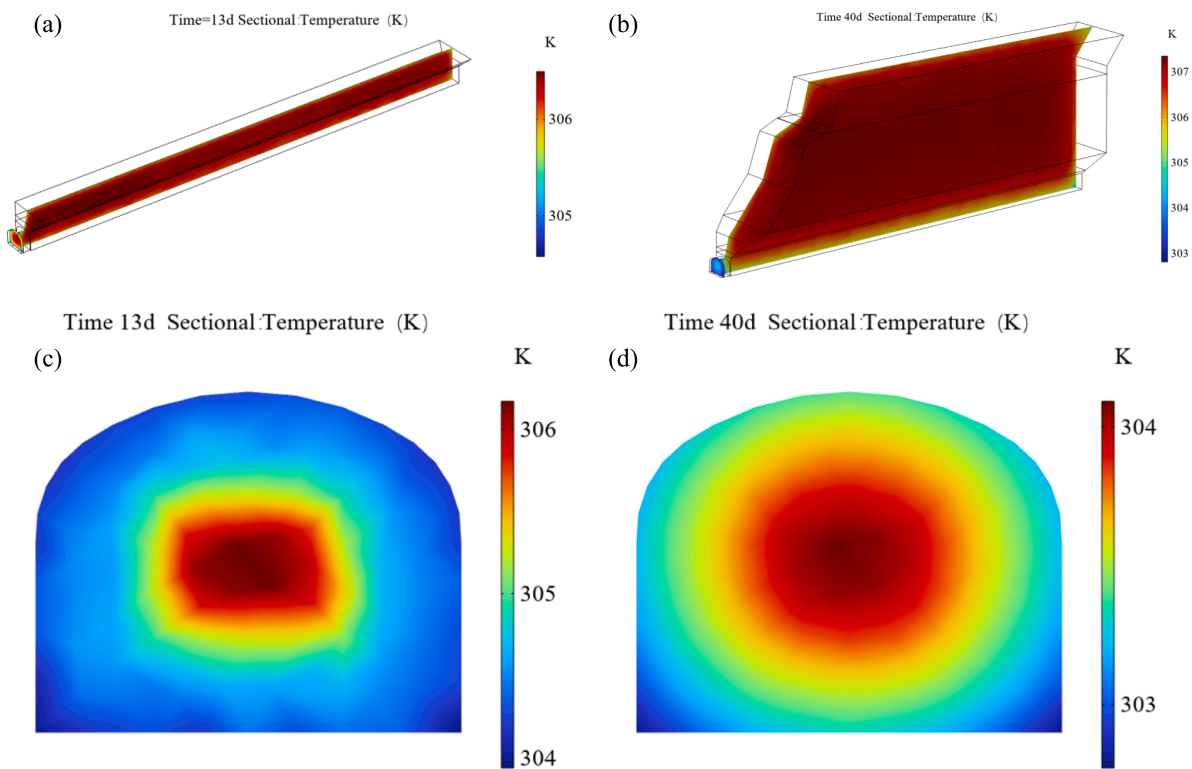 (a)
Time=13d Sectional:Temperature (K)
K
306
305
(b)
Time 40d Sectional:Temperature (K)
K
307
306
305
304
303
Time 13d Sectional:Temperature (K)
(c)
K
306
305
304
Time 40d Sectional:Temperature (K)
(d)
K
304
303